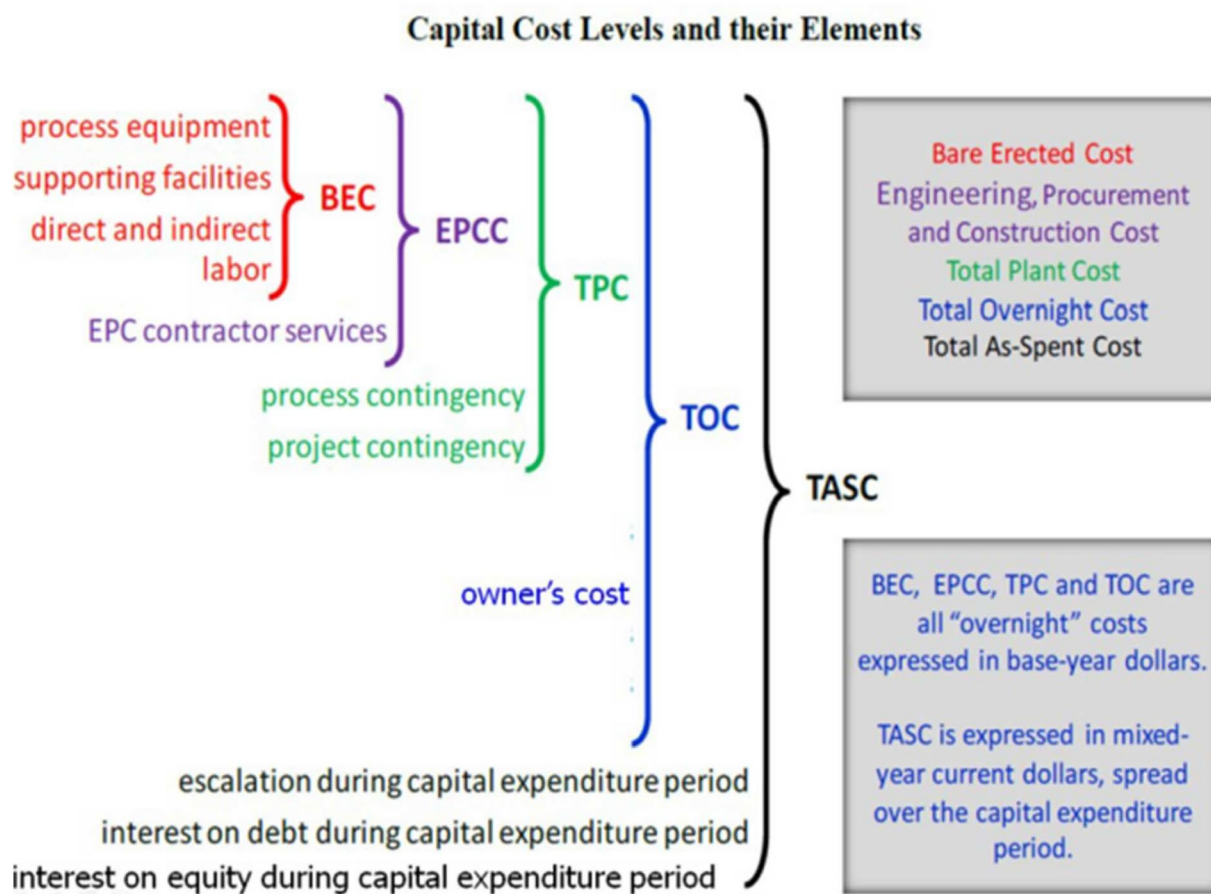 Capital Cost Levels and their Elements
process equipment
supporting facilities
direct and indirect
labor
BEC
EPC contractor services
EPCC
process contingency
project contingency
TPC
owner’s cost
TOC
escalation during capital expenditure period
interest on debt during capital expenditure period
interest on equity during capital expenditure period
TASC
Bare Erected Cost
Engineering, Procurement
and Construction Cost
Total Plant Cost
Total Overnight Cost
Total As-Spent Cost
BEC, EPCC, TPC and TOC are
all “overnight” costs
expressed in base-year dollars.
TASC is expressed in mixed-
year current dollars, spread
over the capital expenditure
period.